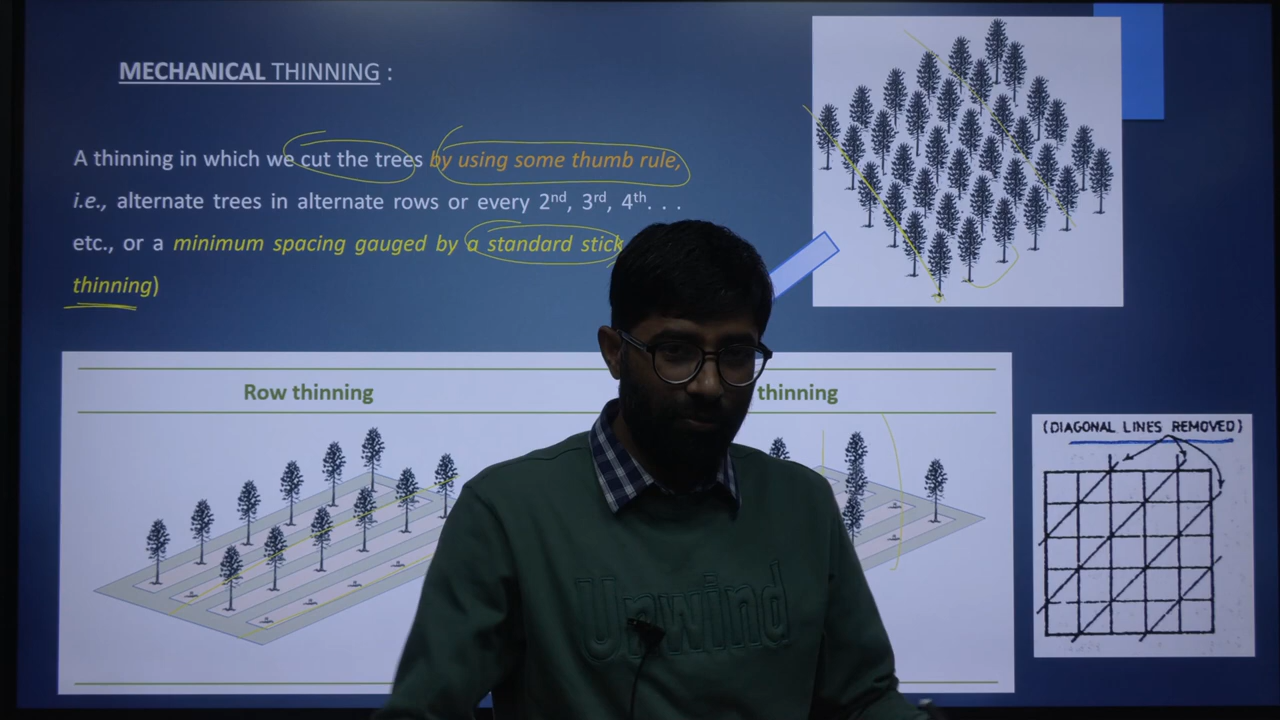 MECHANICAL THINNING :
A thinning in which we cut the trees by using some thumb rule,
i.e., alternate trees in alternate rows or every 2nd, 3rd, 4th. . .
etc., or a minimum spacing gauged by a standard stick
thinning)
Row thinning
thinning
(DIAGONAL LINES REMOVED)
Unwind